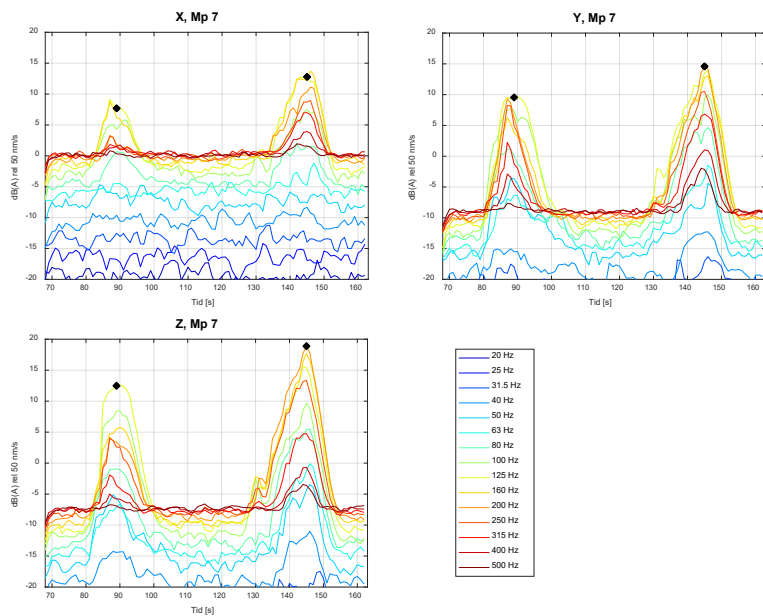 X, Mp 7
20
15
10
5
0
-5
-10
-15
-20
dB(A) rel 50 nm/s
70 80 90 100 110 120 130 140 150 160
Tid [s]
Y, Mp 7
20
15
10
5
0
-5
-10
-15
-20
dB(A) rel 50 nm/s
70 80 90 100 110 120 130 140 150 160
Tid [s]
Z, Mp 7
20
15
10
5
0
-5
-10
-15
-20
dB(A) rel 50 nm/s
70 80 90 100 110 120 130 140 150 160
Tid [s]
20 Hz
25 Hz
31.5 Hz
40 Hz
50 Hz
63 Hz
80 Hz
100 Hz
125 Hz
160 Hz
200 Hz
250 Hz
315 Hz
400 Hz
500 Hz